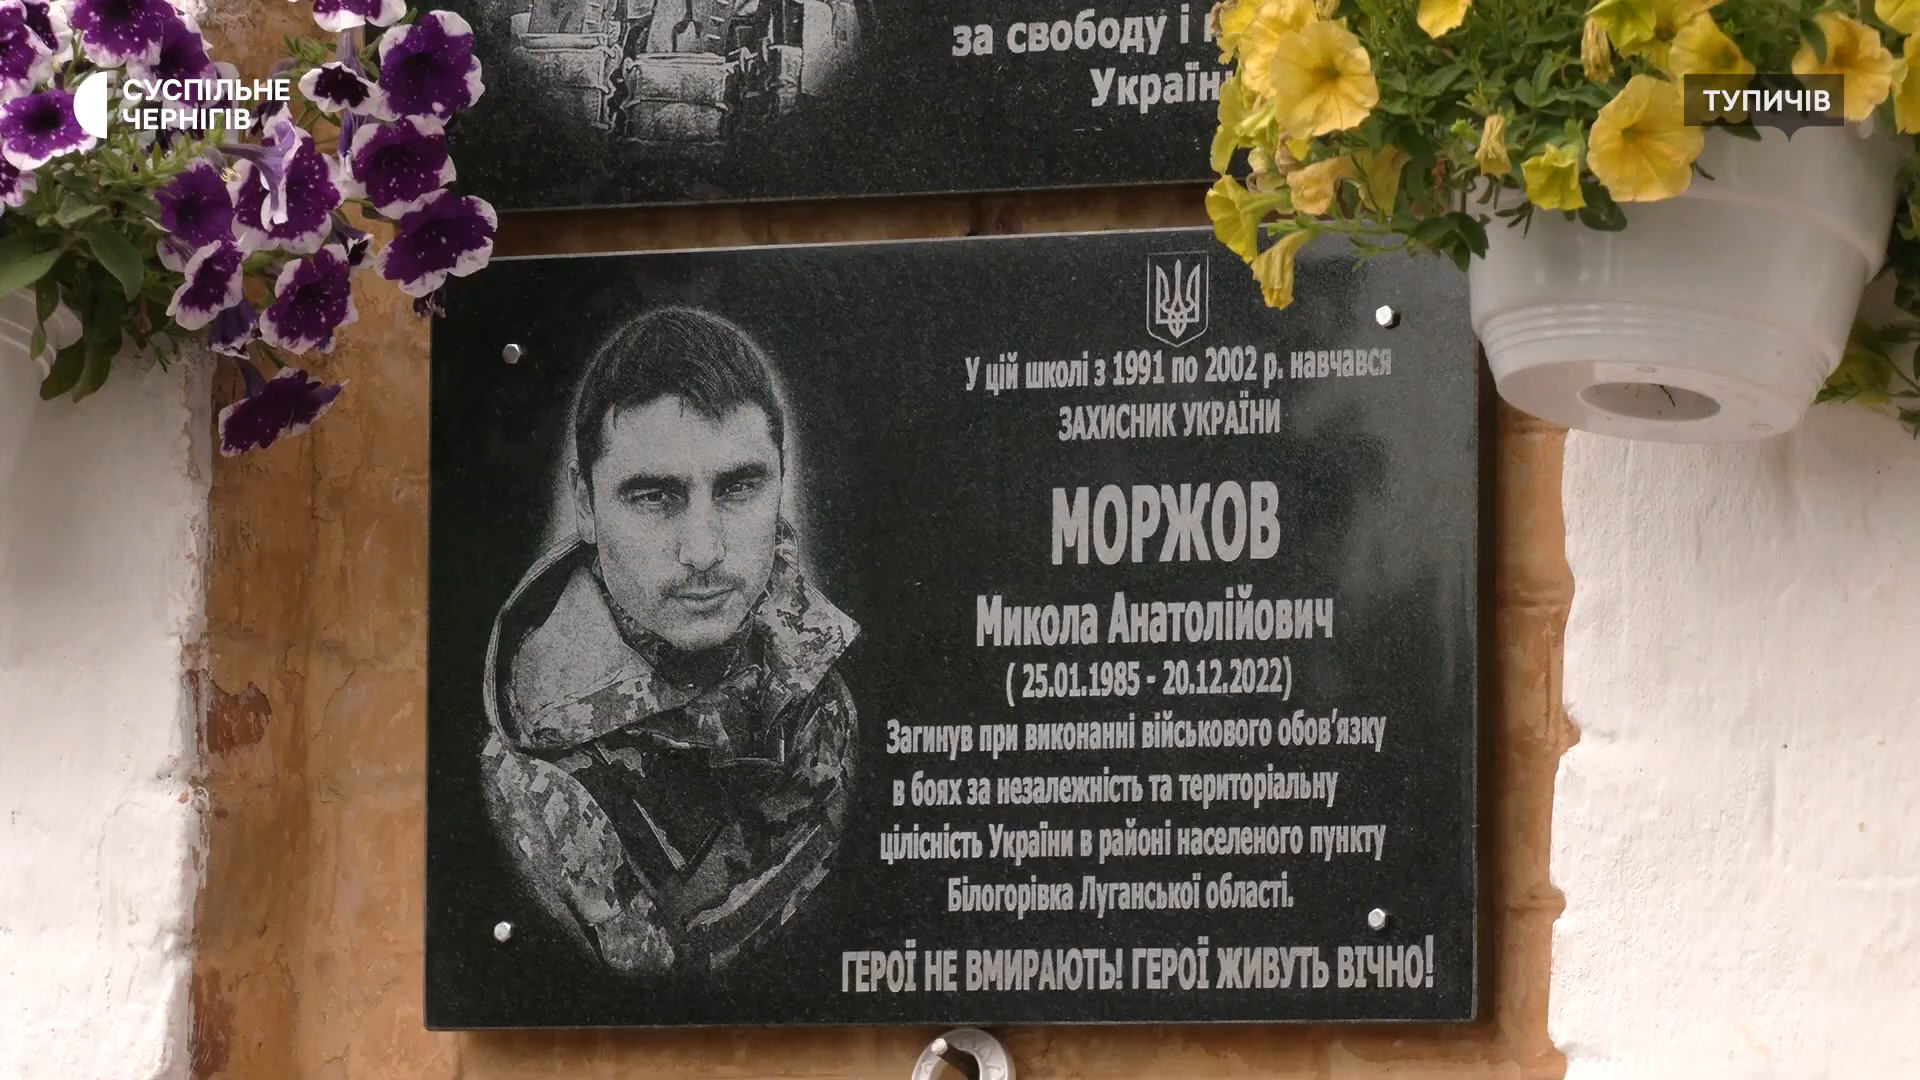 за свободу і
СУСПІЛЬНЕ
ЧЕРНІГІВ
ТУПИЧІВ
У цій школі з 1991 по 2002 р. навчався
ЗАХИСНИК УКРАЇНИ
МОРЖОВ
Микола Анатолійович
( 25.01.1985 - 20.12.2022)
Загинув при виконанні військового обов'язку
в боях за незалежність та територіальну
цілісність України в районі населеного пункту
Білогорівка Луганської області.
ГЕРОЇ НЕ ВМИРАЮТЬ! ГЕРОЇ ЖИВУТЬ ВІЧНО!